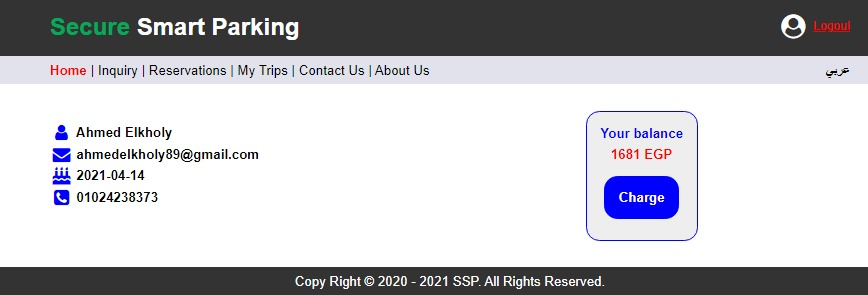 Secure Smart Parking
Logout
Home | Inquiry | Reservations | My Trips | Contact Us | About Us
عربي
Ahmed Elkholy
ahmedelkholy89@gmail.com
2021-04-14
01024238373
Your balance
1681 EGP
Charge
Copy Right © 2020 - 2021 SSP. All Rights Reserved.